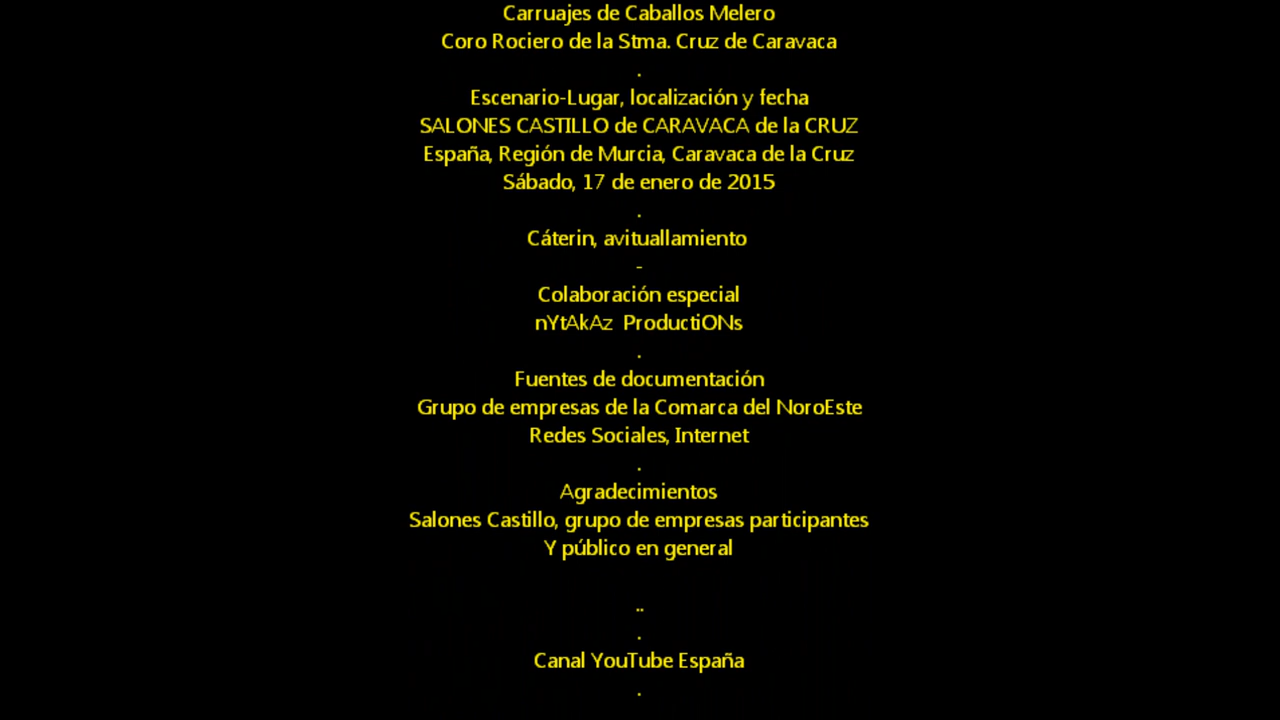 Carruajes de Caballos Melero
Coro Rociero de la Stma. Cruz de Caravaca
.
Escenario-Lugar, localización y fecha
SALONES CASTILLO de CARAVACA de la CRUZ
España, Región de Murcia, Caravaca de la Cruz
Sábado, 17 de enero de 2015
.
Cáterin, avituallamiento
-
Colaboración especial
nYtAkAz  ProductiONs
.
Fuentes de documentación
Grupo de empresas de la Comarca del NoroEste
Redes Sociales, Internet
.
Agradecimientos
Salones Castillo, grupo de empresas participantes
Y público en general
..
.
Canal YouTube España
.